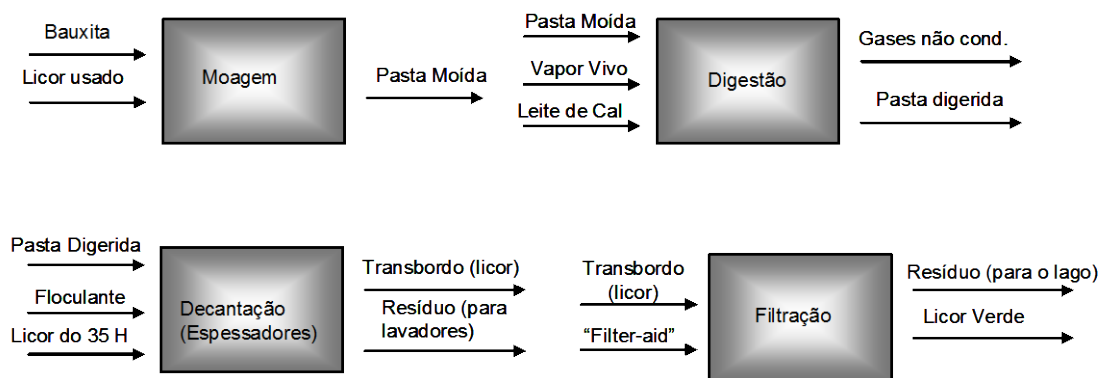 Bauxita
Licor usado
Moagem
Pasta Moída
Pasta Moída
Vapor Vivo
Leite de Cal
Digestão
Gases não cond.
Pasta digerida
Pasta Digerida
Floculante
Licor do 35 H
Decantação
(Espessadores)
Transbordo (licor)
Resíduo (para
lavadores)
Transbordo
(licor)
“Filter-aid”
Filtração
Resíduo (para o lago)
Licor Verde